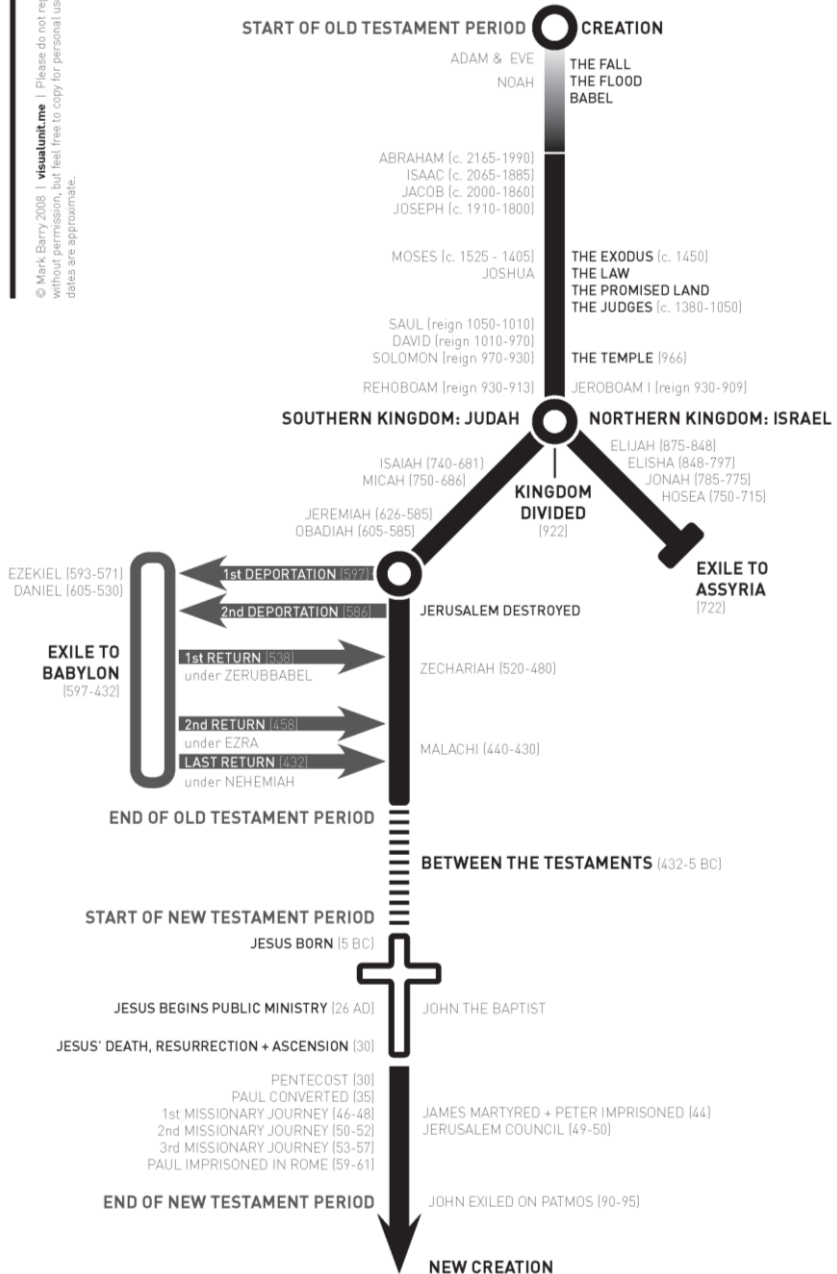 © Mark Barry 2008 | visualunit.me | Please do not
without permission, but feel free to copy for personal
dates are approximate.
START OF OLD TESTAMENT PERIOD
CREATION
ADAM & EVE
NOAH
THE FALL
THE FLOOD
BABEL
ABRAHAM (c. 2165-1990)
ISAAC (c. 2065-1885)
JACOB (c. 2000-1860)
JOSEPH (c. 1910-1800)
MOSES (c. 1525 - 1405)
JOSHUA
THE EXODUS (c. 1450)
THE LAW
THE PROMISED LAND
THE JUDGES (c. 1380-1050)
SAUL (reign 1050-1010)
DAVID (reign 1010-970)
SOLOMON (reign 970-930)
THE TEMPLE (966)
REHOBOAM (reign 930-913)
JEROBOAM I (reign 930-909)
SOUTHERN KINGDOM: JUDAH
NORTHERN KINGDOM: ISRAEL
ISAIAH (740-681)
MICAH (750-686)
ELIJAH (875-848)
ELISHA (848-797)
JONAH (785-775)
HOSEA (750-715)
KINGDOM
DIVIDED
(922)
JEREMIAH (626-585)
OBADIAH (605-585)
EXILE TO
ASSYRIA
(722)
EZEKIEL (593-571)
DANIEL (605-530)
1st DEPORTATION (597)
2nd DEPORTATION (586)
JERUSALEM DESTROYED
EXILE TO
BABYLON
(597-432)
1st RETURN (538)
under ZERUBBABEL
ZECHARIAH (520-480)
2nd RETURN (458)
under EZRA
LAST RETURN (432)
under NEHEMIAH
MALACHI (440-430)
END OF OLD TESTAMENT PERIOD
BETWEEN THE TESTAMENTS (432-5 BC)
START OF NEW TESTAMENT PERIOD
JESUS BORN (5 BC)
JESUS BEGINS PUBLIC MINISTRY (26 AD)
JOHN THE BAPTIST
JESUS' DEATH, RESURRECTION + ASCENSION (30)
PENTECOST (30)
PAUL CONVERTED (35)
1st MISSIONARY JOURNEY (46-48)
2nd MISSIONARY JOURNEY (50-52)
3rd MISSIONARY JOURNEY (53-57)
PAUL IMPRISONED IN ROME (59-61)
JAMES MARTYRED + PETER IMPRISONED (44)
JERUSALEM COUNCIL (49-50)
END OF NEW TESTAMENT PERIOD
JOHN EXILED ON PATMOS (90-95)
NEW CREATION